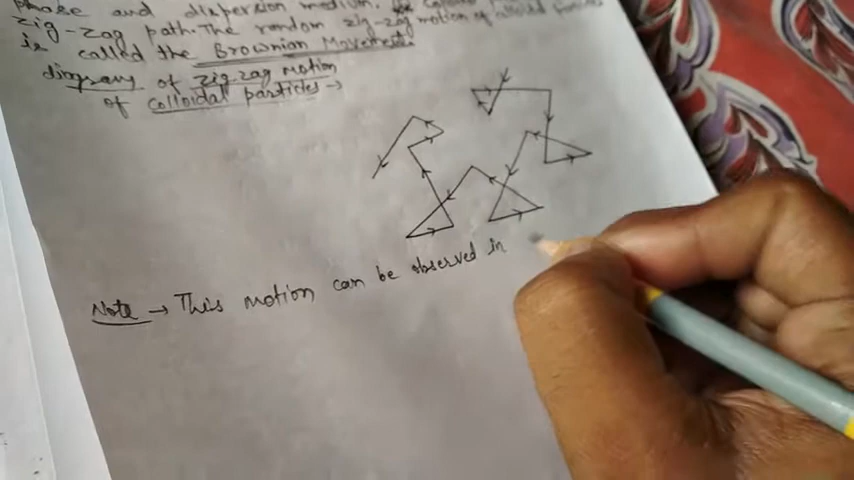 phase and dispersion medium. the
zig-zag path. The random zig-zag motion of colloidal particles
is called the Brownian Movement.
diagram of zig zag motion
of colloidal particles →
Note → This motion can be observed in